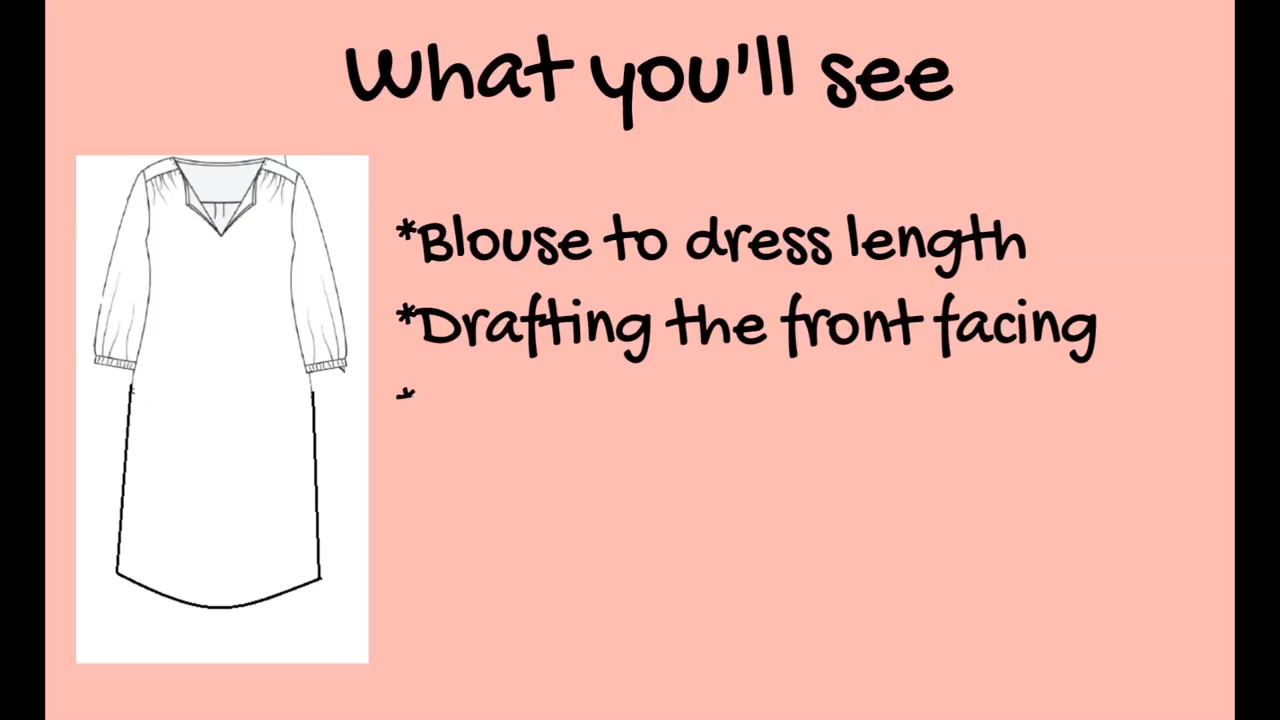 What you'll see
*Blouse to dress length
*Drafting the front facing
*